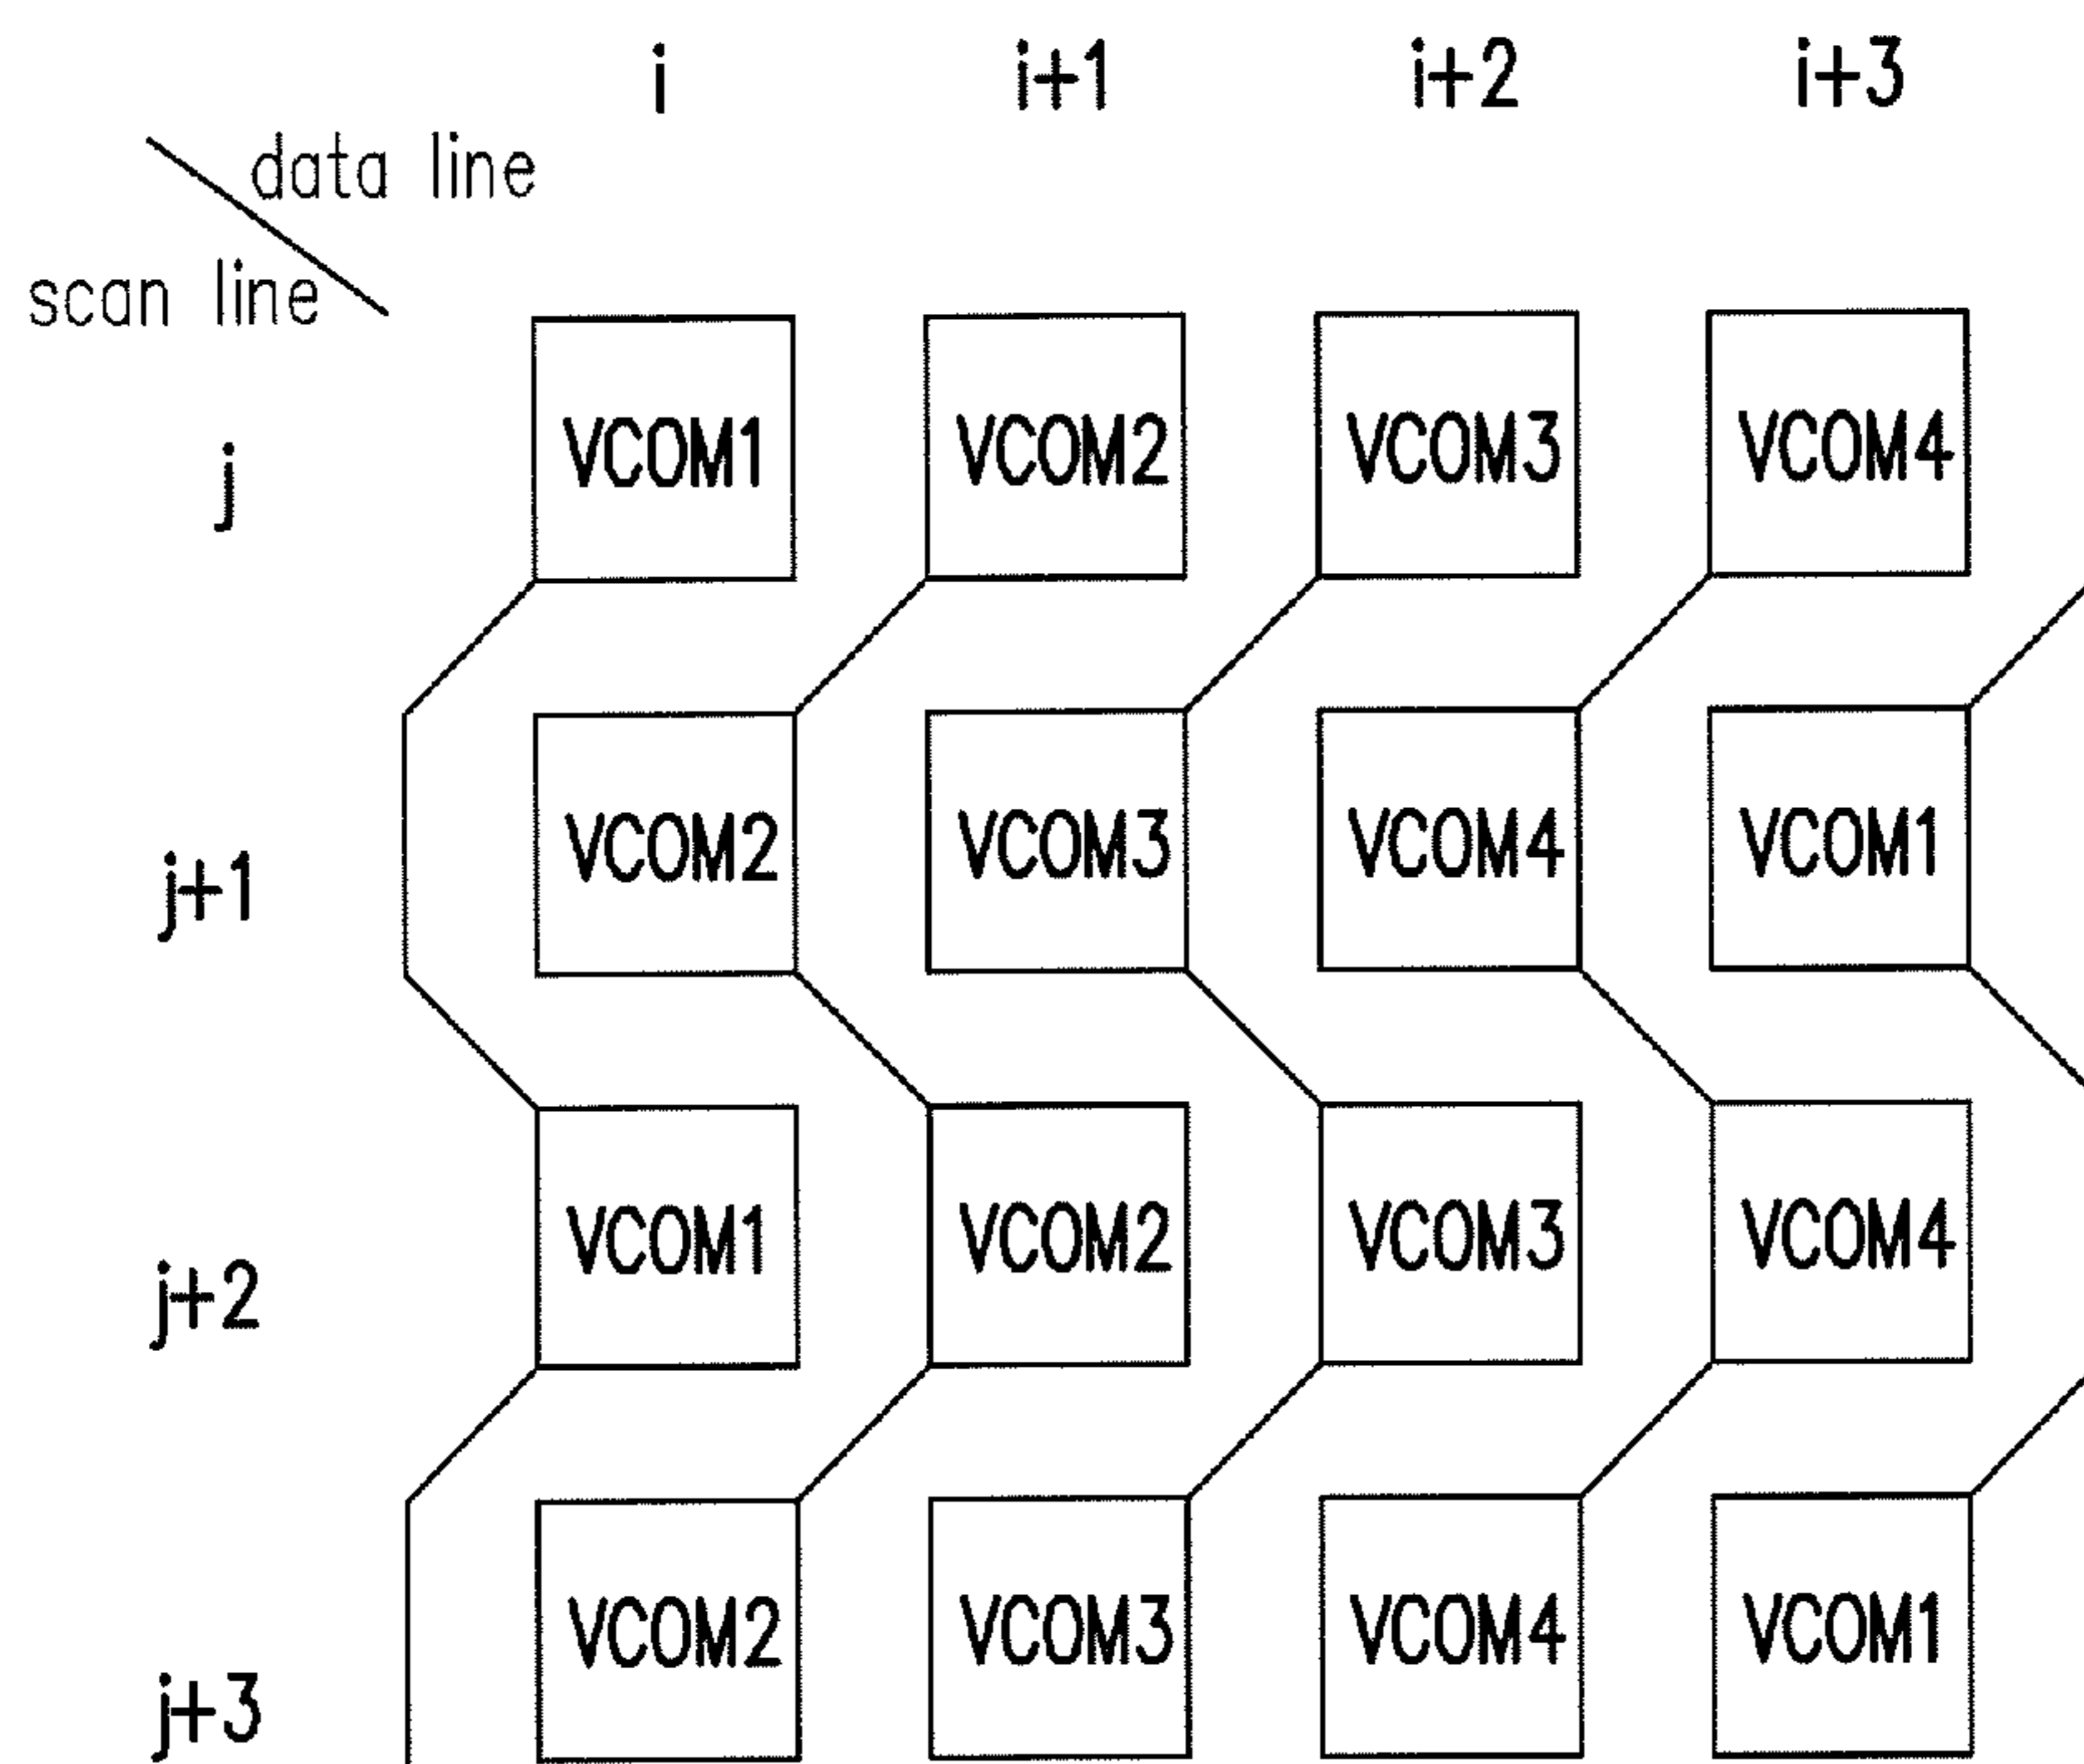 i i+1 i+2 i+3
data line
scan line
j VCOM1 VCOM2 VCOM3 VCOM4
j+1 VCOM2 VCOM3 VCOM4 VCOM1
j+2 VCOM1 VCOM2 VCOM3 VCOM4
j+3 VCOM2 VCOM3 VCOM4 VCOM1